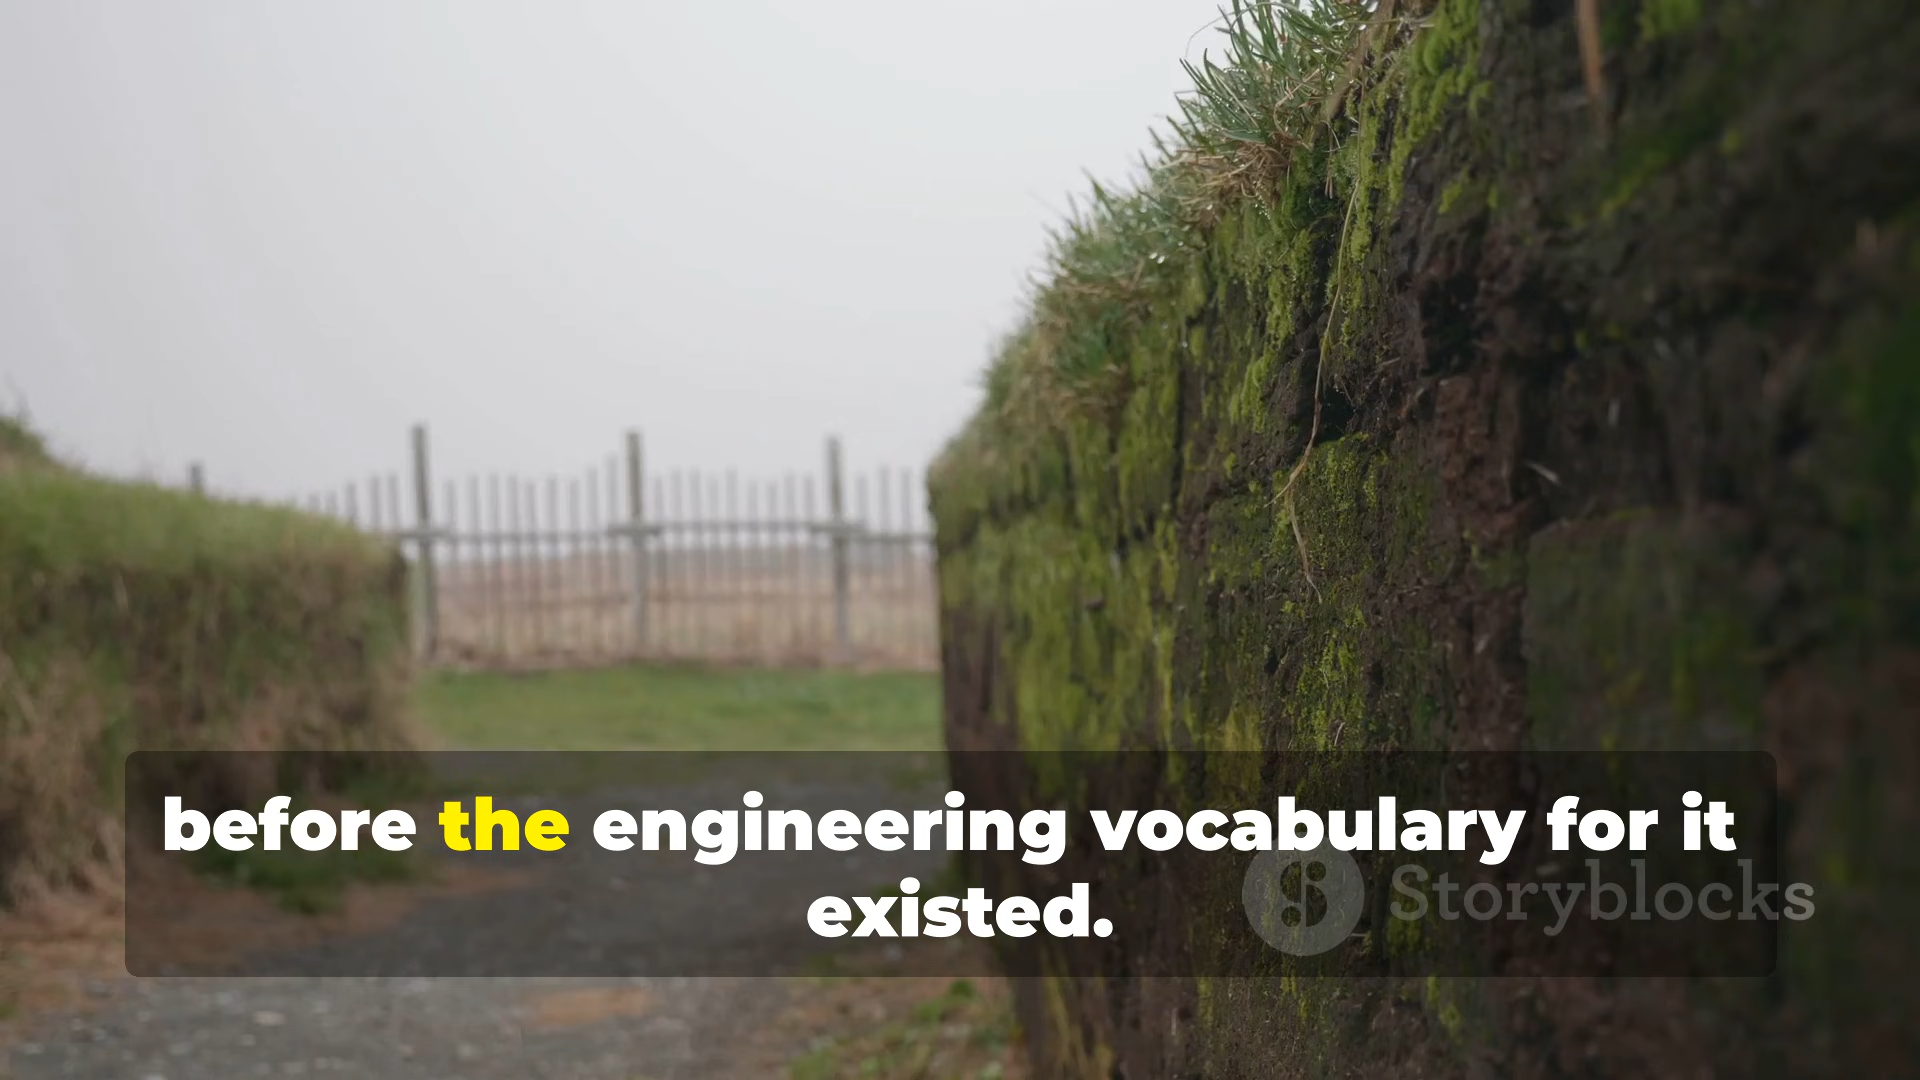 before the engineering vocabulary for it
existed.
Storyblocks